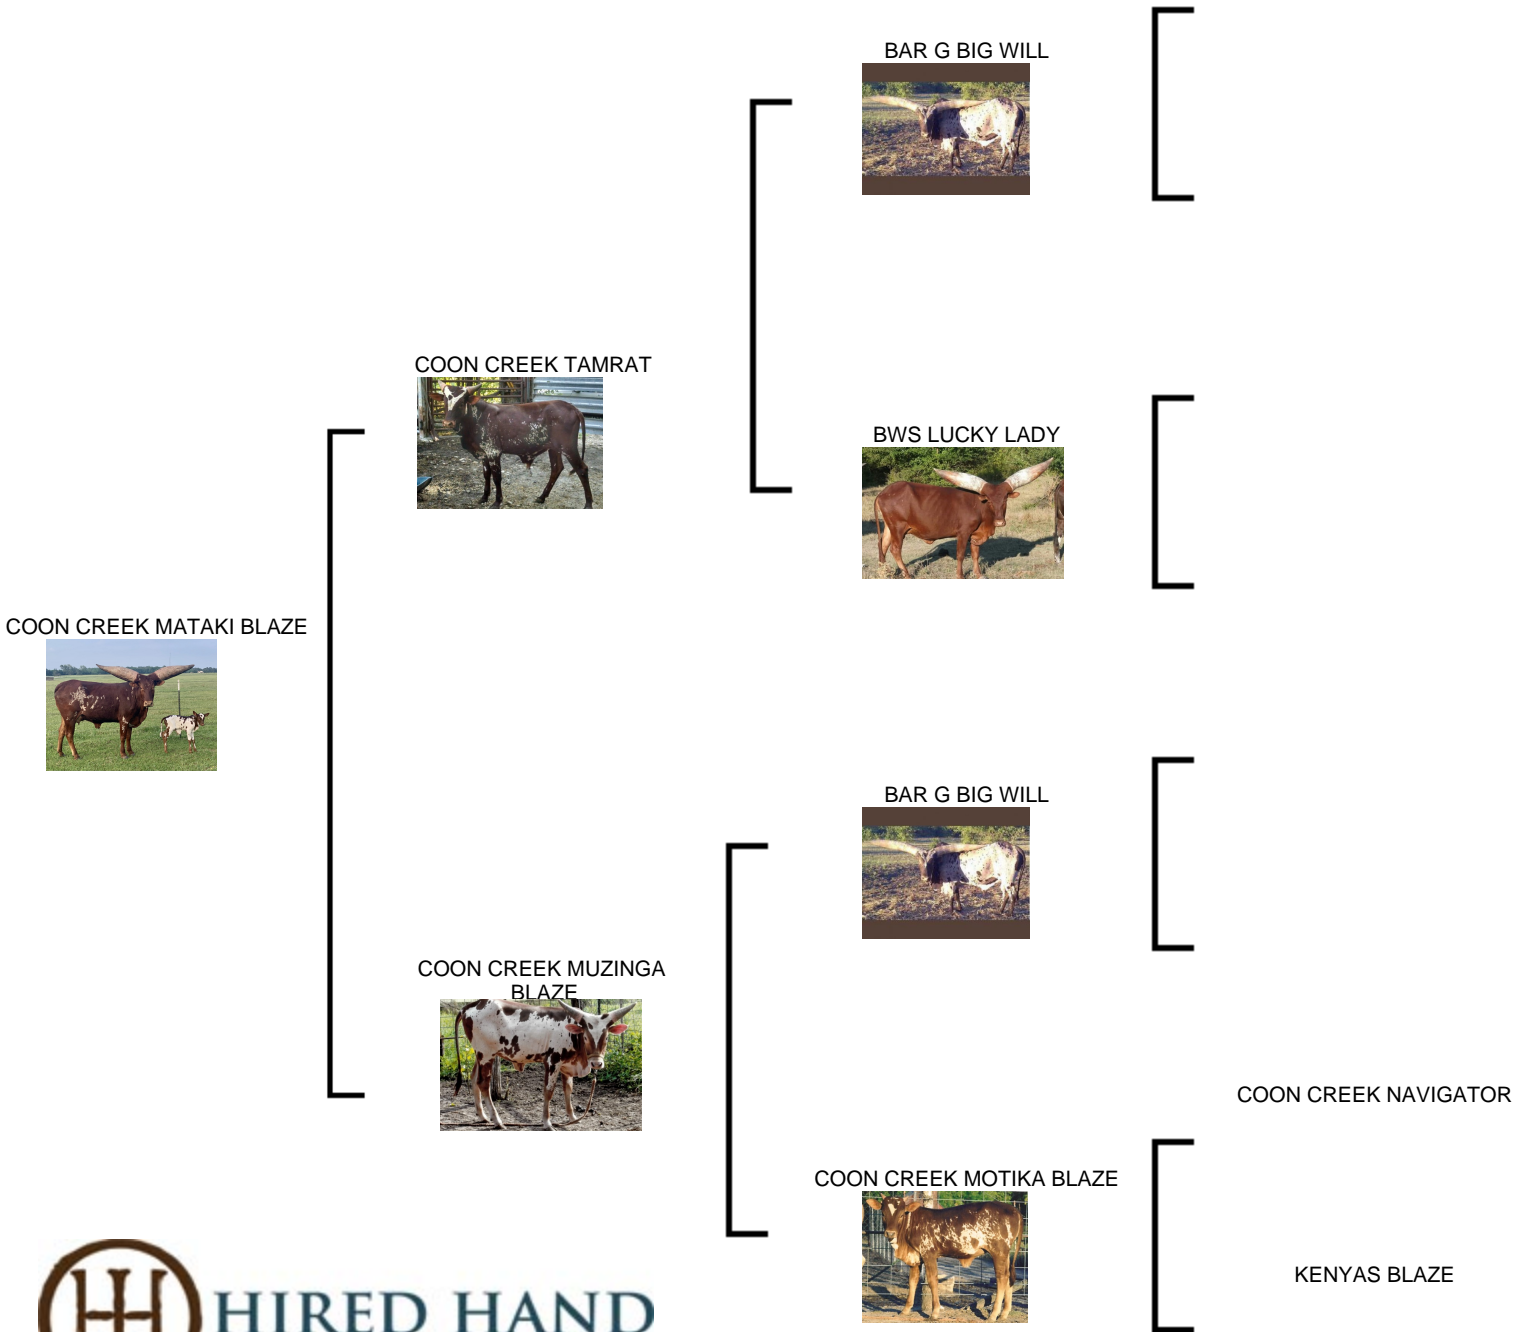 BAR G BIG WILL
COON CREEK TAMRAT
BWS LUCKY LADY
COON CREEK MATAKI BLAZE
BAR G BIG WILL
COON CREEK MUZINGA
BLAZE
COON CREEK NAVIGATOR
COON CREEK MOTIKA BLAZE
KENYAS BLAZE
HIRED HAND